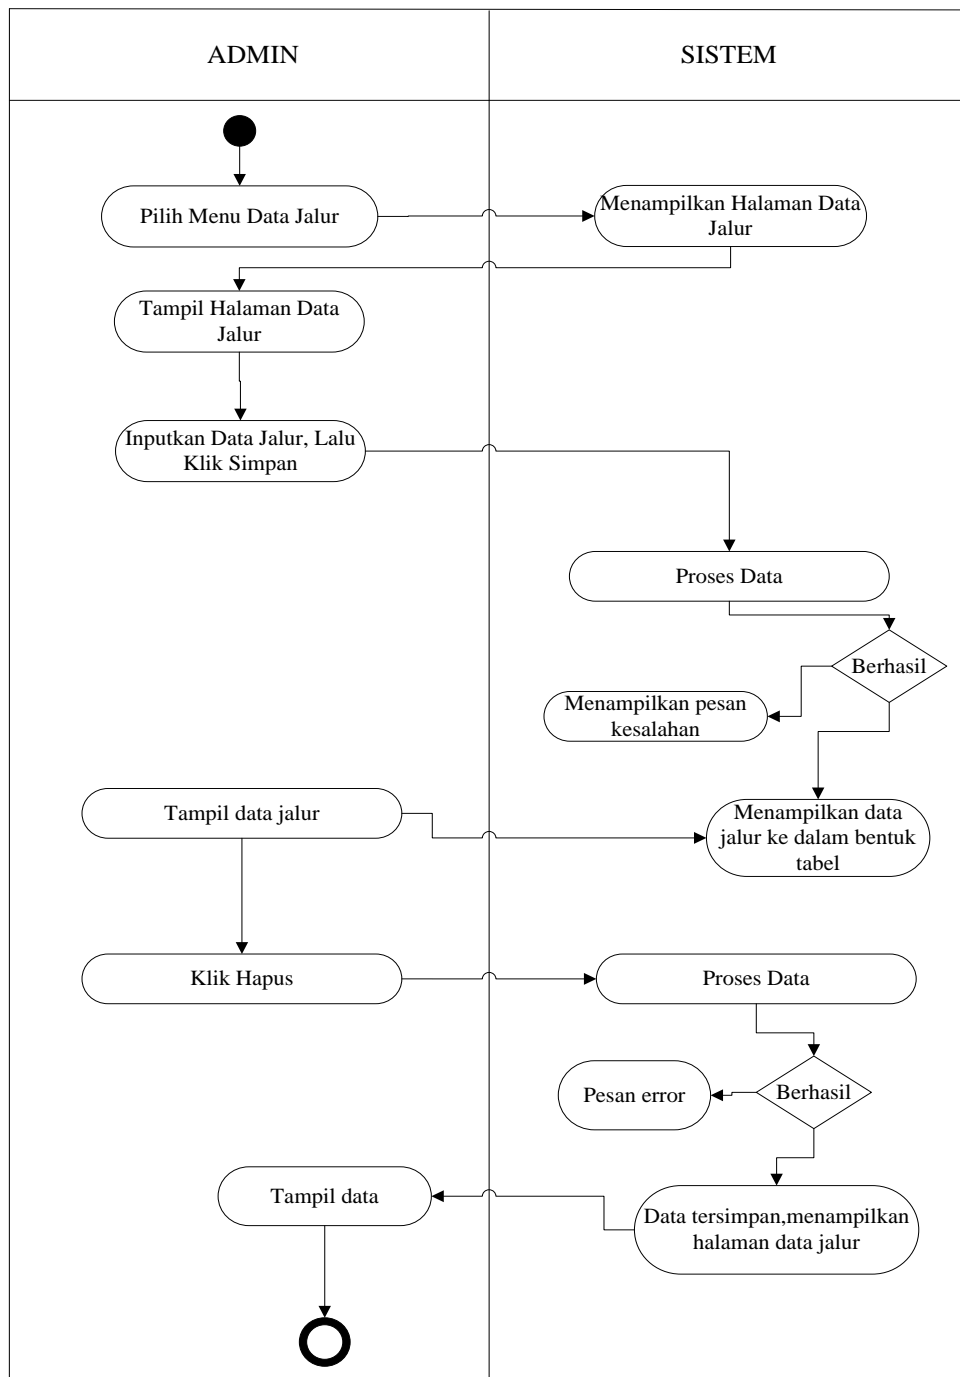 ADMIN
SISTEM
Pilih Menu Data Jalur
Menampilkan Halaman Data
Jalur
Tampil Halaman Data
Jalur
Inputkan Data Jalur, Lalu
Klik Simpan
Proses Data
Berhasil
Menampilkan pesan
kesalahan
Tampil data jalur
Menampilkan data
jalur ke dalam bentuk
tabel
Klik Hapus
Proses Data
Pesan error
Berhasil
Tampil data
Data tersimpan,menampilkan
halaman data jalur